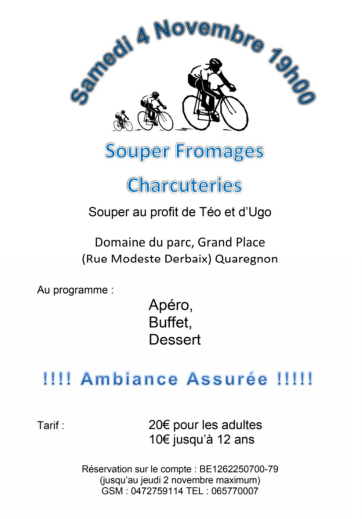 Samedi 4 Novembre 19h00
Souper Fromages
Charcuteries
Souper au profit de Téo et d'Ugo
Domaine du parc, Grand Place
(Rue Modeste Derbaix) Quaregnon
Au programme :
Apéro,
Buffet,
Dessert
!!!! Ambiance Assurée !!!!!
Tarif : 20€ pour les adultes
10€ jusqu'à 12 ans
Réservation sur le compte : BE1262250700-79
(jusqu'au jeudi 2 novembre maximum)
GSM : 0472759114 TEL : 065770007